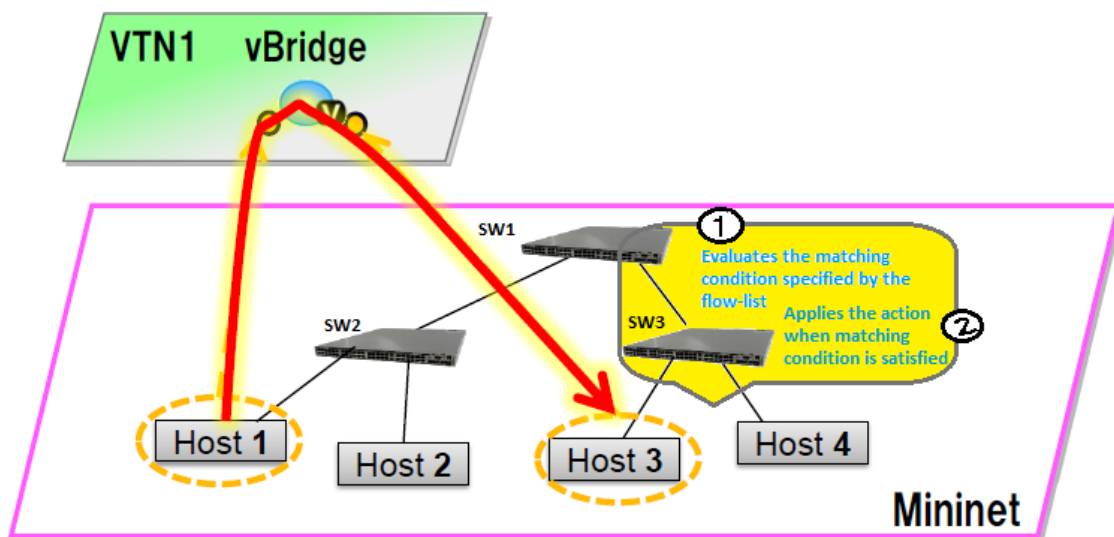 VTN1 vBridge
V
SW1
1
Evaluates the matching
condition specified by the
flow-list
SW2
SW3
Applies the action
when matching
condition is satisfied
2
Host 1
Host 2
Host 3
Host 4
Mininet